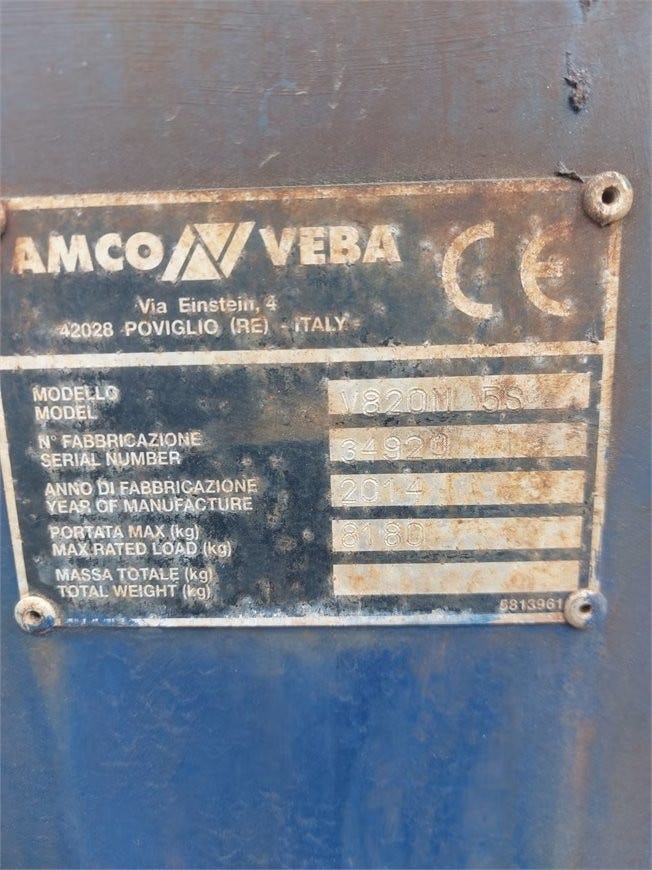 AMCO VEBA CE
Via Einstein, 4
42028 POVIGLIO (RE) - ITALY
MODELLO
MODEL V820N 5S
N° FABBRICAZIONE
SERIAL NUMBER 34920
ANNO DI FABBRICAZIONE
YEAR OF MANUFACTURE 2014
PORTATA MAX (kg)
MAX RATED LOAD (kg) 8180
MASSA TOTALE (kg)
TOTAL WEIGHT (kg)
5813961